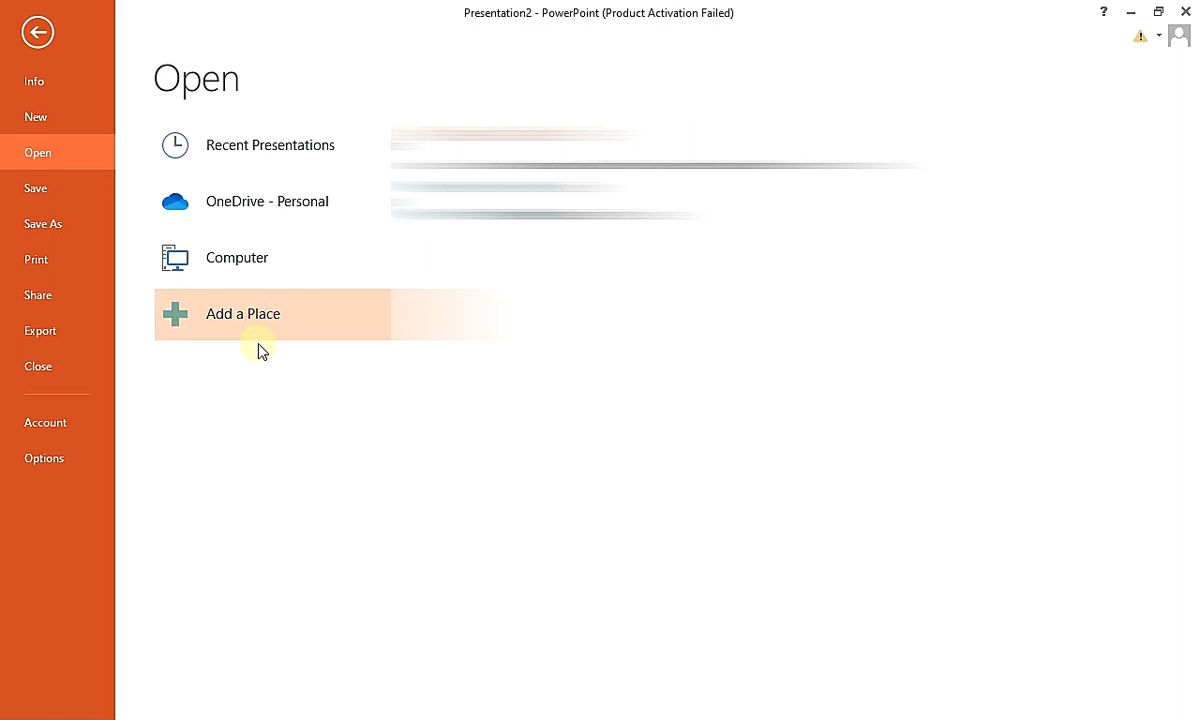 Presentation2 - PowerPoint (Product Activation Failed)
?
Info
New
Open
Save
Save As
Print
Share
Export
Close
Account
Options
Open
Recent Presentations
OneDrive - Personal
Computer
Add a Place